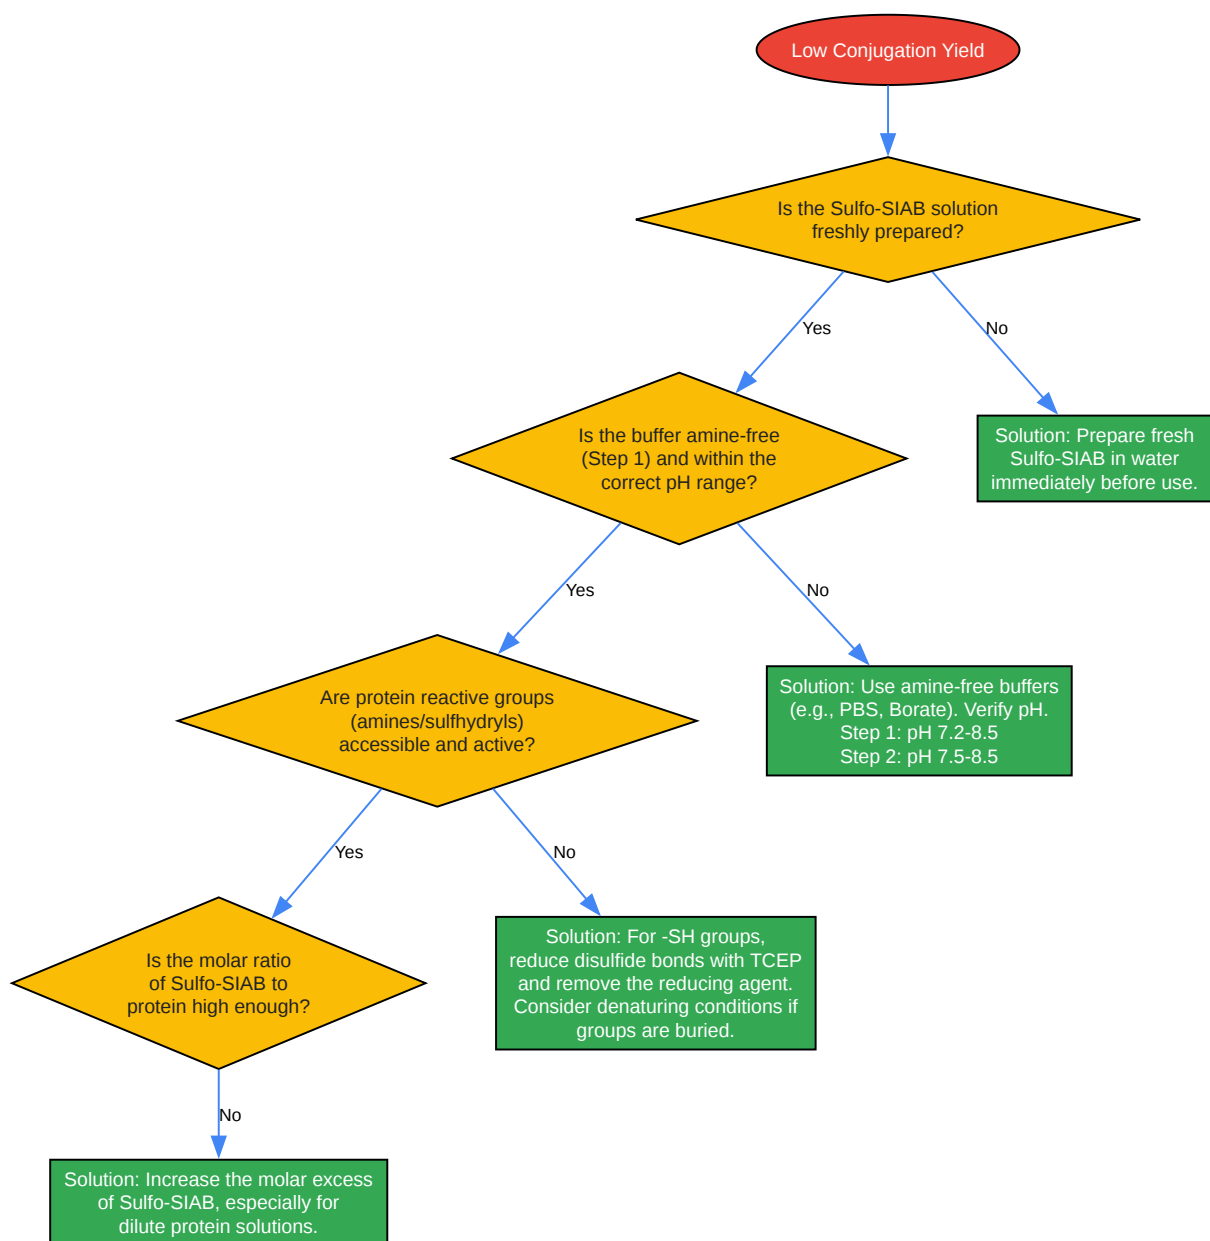 Low Conjugation Yield
Is the Sulfo-SIAB solution
freshly prepared?
Yes
No
Is the buffer amine-free
(Step 1) and within the
correct pH range?
Solution: Prepare fresh
Sulfo-SIAB in water
immediately before use.
Yes
No
Are protein reactive groups
(amines/sulfhydryls)
accessible and active?
Solution: Use amine-free buffers
(e.g., PBS, Borate). Verify pH.
Step 1: pH 7.2-8.5
Step 2: pH 7.5-8.5
Yes
No
Is the molar ratio
of Sulfo-SIAB to
protein high enough?
Solution: For -SH groups,
reduce disulfide bonds with TCEP
and remove the reducing agent.
Consider denaturing conditions if
groups are buried.
No
Solution: Increase the molar excess
of Sulfo-SIAB, especially for
dilute protein solutions.